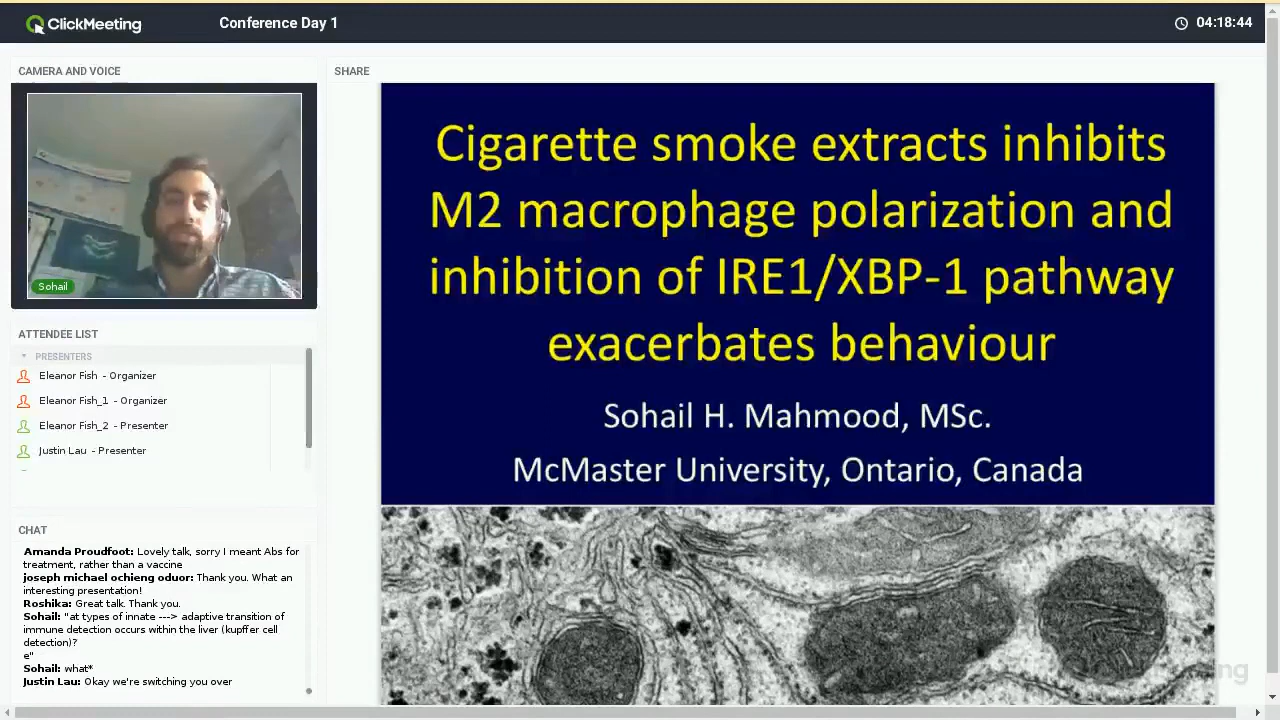 ClickMeeting
Conference Day 1
04:18:44
CAMERA AND VOICE
SHARE
Sohail
Cigarette smoke extracts inhibits
M2 macrophage polarization and
inhibition of IRE1/XBP-1 pathway
exacerbates behaviour
Sohail H. Mahmood, MSc.
McMaster University, Ontario, Canada
ATTENDEE LIST
PRESENTERS
Eleanor Fish - Organizer
Eleanor Fish_1 - Organizer
Eleanor Fish_2 - Presenter
Justin Lau - Presenter
CHAT
Amanda Proudfoot: Lovely talk, sorry I meant Abs for
treatment, rather than a vaccine
joseph michael ochieng oduor: Thank you. What an
interesting presentation!
Roshika: Great talk. Thank you.
Sohail: "at types of innate ---> adaptive transition of
immune detection occurs within the liver (kupffer cell
detection)?
e"
Sohail: what*
Justin Lau: Okay we're switching you over